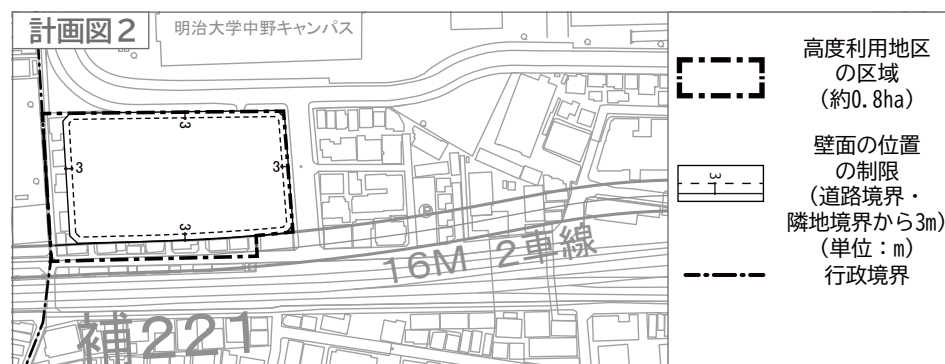 計画図2
明治大学中野キャンパス
3
3
3
3
16M 2車線
補221
高度利用地区
の区域
(約0.8ha)
3
壁面の位置
の制限
(道路境界・
隣地境界から3m)
(単位:m)
行政境界